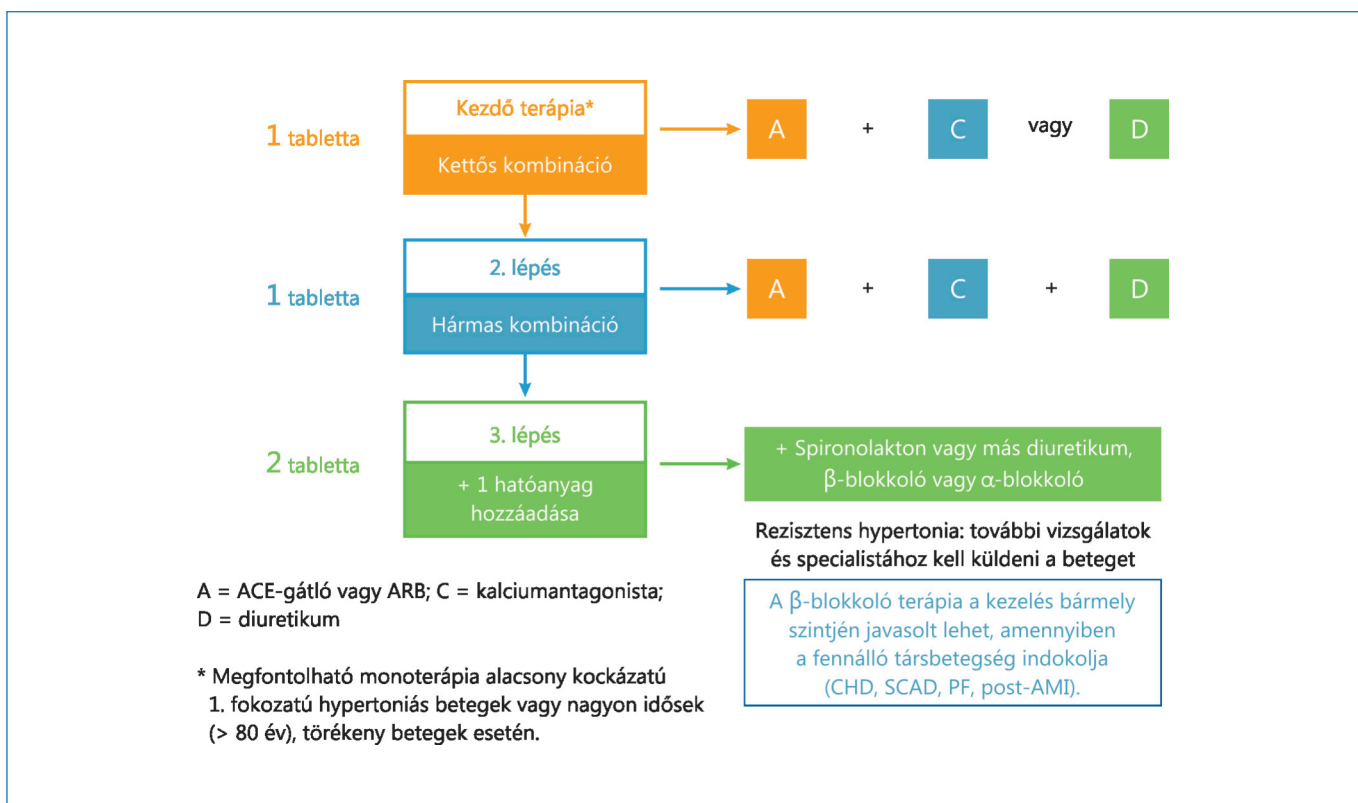 1 tabletta
Kezdő terápia*
Kettős kombináció
A + C vagy D
1 tabletta
2. lépés
Hármas kombináció
A + C + D
2 tabletta
3. lépés
+ 1 hatóanyag
hozzáadása
+ Spironolakton vagy más diuretikum,
β-blokkoló vagy α-blokkoló
Rezisztens hypertonia: további vizsgálatok
és specialistához kell küldeni a beteget
A β-blokkoló terápia a kezelés bármely
szintjén javasolt lehet, amennyiben
a fennálló társbetegség indokolja
(CHD, SCAD, PF, post-AMI).
A = ACE-gátló vagy ARB; C = kalciumantagonista;
D = diuretikum
* Megfontolható monoterápia alacsony kockázatú
1. fokozatú hypertoniás betegek vagy nagyon idősek
(> 80 év), törékeny betegek esetén.